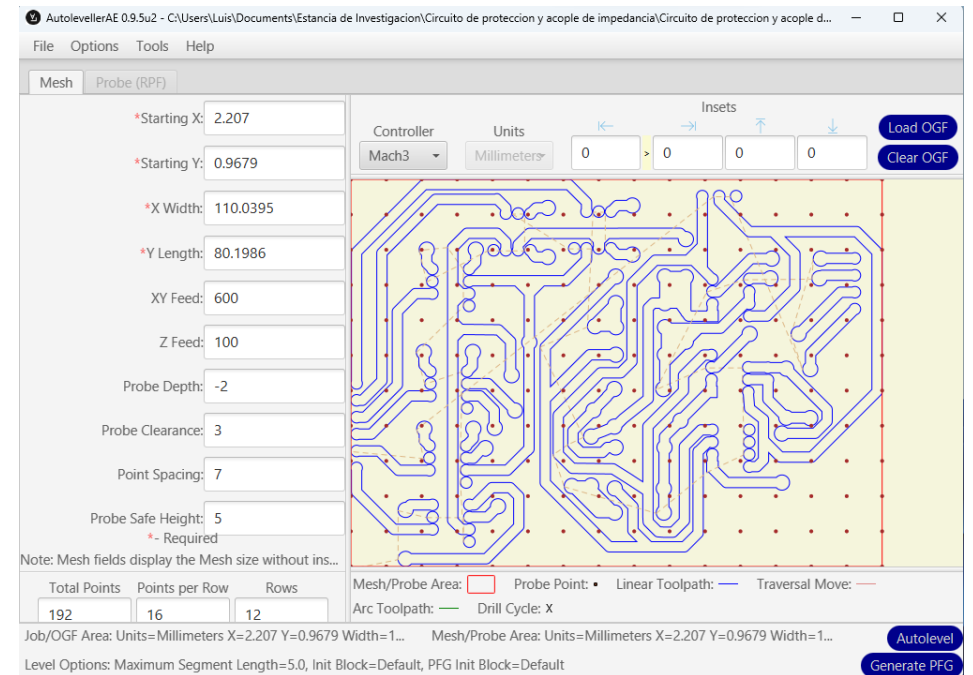 AutolevellerAE 0.9.5u2 - C:\Users\Luis\Documents\Estancia de Investigacion\Circuito de proteccion y acople de impedancia\Circuito de proteccion y acople d...
File Options Tools Help
Mesh Probe (RPF)
*Starting X: 2.207
*Starting Y: 0.9679
*X Width: 110.0395
*Y Length: 80.1986
XY Feed: 600
Z Feed: 100
Probe Depth: -2
Probe Clearance: 3
Point Spacing: 7
Probe Safe Height: 5
*- Required
Note: Mesh fields display the Mesh size without ins...
Total Points Points per Row Rows
192 16 12
Controller Units Insets
Mach3 Millimeters 0 > 0 0 0
Load OGF
Clear OGF
Mesh/Probe Area: Probe Point: Linear Toolpath: Traversal Move:
Arc Toolpath: Drill Cycle: X
Job/OGF Area: Units=Millimeters X=2.207 Y=0.9679 Width=1... Mesh/Probe Area: Units=Millimeters X=2.207 Y=0.9679 Width=1...
Autolevel
Level Options: Maximum Segment Length=5.0, Init Block=Default, PFG Init Block=Default
Generate PFG